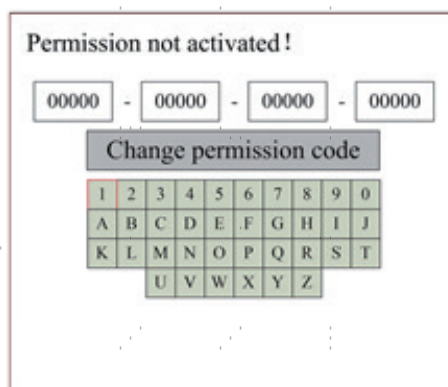 Permission not activated!
00000 - 00000 - 00000 - 00000
Change permission code
1 2 3 4 5 6 7 8 9 0
A B C D E F G H I J
K L M N O P Q R S T
U V W X Y Z